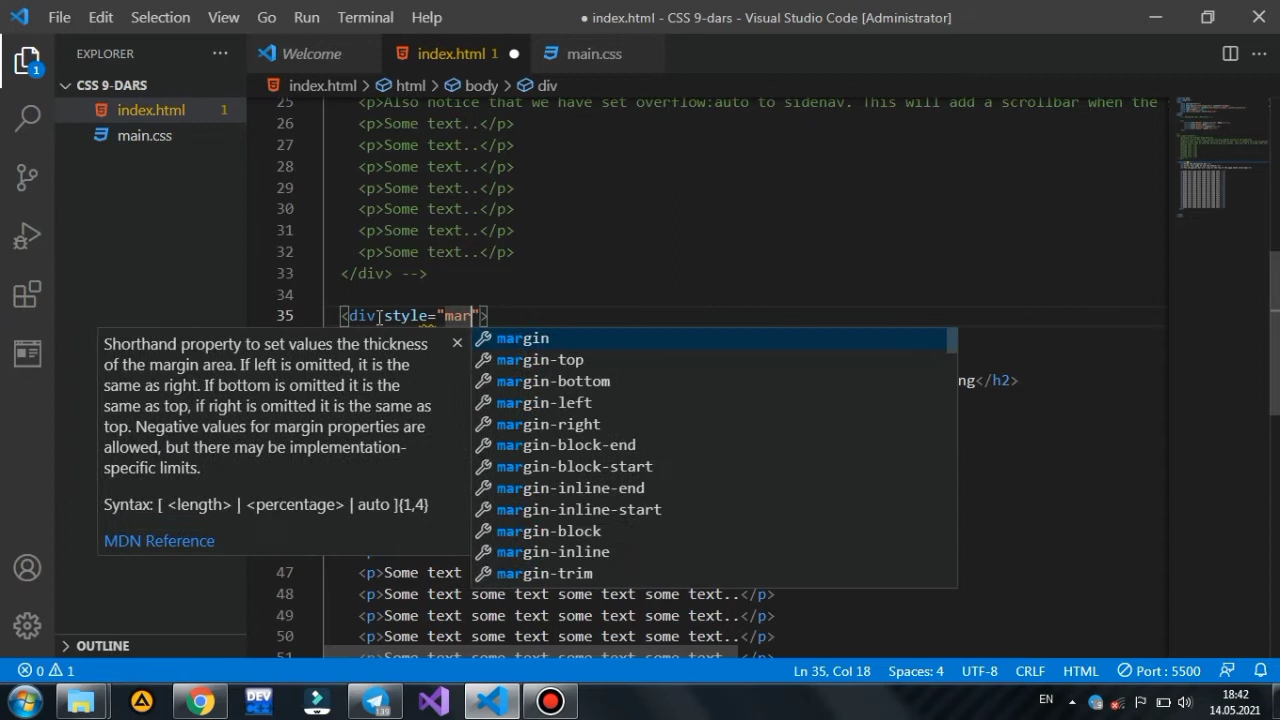 File Edit Selection View Go Run Terminal Help
● index.html - CSS 9-dars - Visual Studio Code [Administrator]
EXPLORER
Welcome
index.html 1
main.css
CSS 9-DARS
index.html > html > body > div
index.html 1
main.css
25 <p>Also notice that we have set overflow:auto to sidenav. This will add a scrollbar when the
26 <p>Some text..</p>
27 <p>Some text..</p>
28 <p>Some text..</p>
29 <p>Some text..</p>
30 <p>Some text..</p>
31 <p>Some text..</p>
32 <p>Some text..</p>
33 </div> -->
34
35 <div style="mar">
Shorthand property to set values the thickness
of the margin area. If left is omitted, it is the
same as right. If bottom is omitted it is the
same as top, if right is omitted it is the same as
top. Negative values for margin properties are
allowed, but there may be implementation-
specific limits.
Syntax: [ <length> | <percentage> | auto ]{1,4}
MDN Reference
margin
margin-top
margin-bottom
margin-left
margin-right
margin-block-end
margin-block-start
margin-inline-end
margin-inline-start
margin-block
margin-inline
margin-trim
ng</h2>
47 <p>Some text
48 <p>Some text some text some text some text..</p>
49 <p>Some text some text some text some text..</p>
50 <p>Some text some text some text some text..</p>
51 <p>Some text some text some text some text..</p>
OUTLINE
0 1
Ln 35, Col 18 Spaces: 4 UTF-8 CRLF HTML Port : 5500
1
DEV
139
EN
18:42
14.05.2021